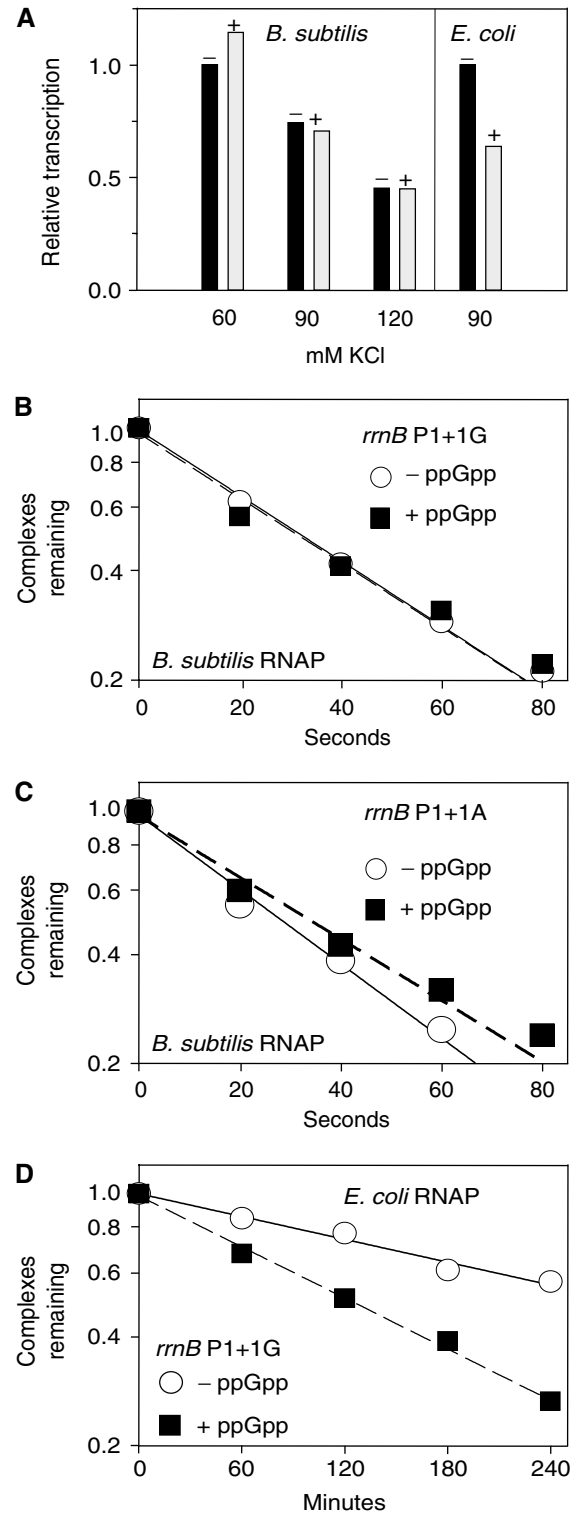 A
B. subtilis
E. coli
Relative transcription
1.0
0.5
0.0
–
+
–
+
–
+
–
+
60
90
120
90
mM KCl
B
Complexes
remaining
1.0
0.8
0.6
0.4
0.2
rrnB P1+1G
– ppGpp
+ ppGpp
B. subtilis RNAP
0
20
40
60
80
Seconds
C
Complexes
remaining
1.0
0.8
0.6
0.4
0.2
rrnB P1+1A
– ppGpp
+ ppGpp
B. subtilis RNAP
0
20
40
60
80
Seconds
D
Complexes
remaining
1.0
0.8
0.6
0.4
0.2
E. coli RNAP
rrnB P1+1G
– ppGpp
+ ppGpp
0
60
120
180
240
Minutes